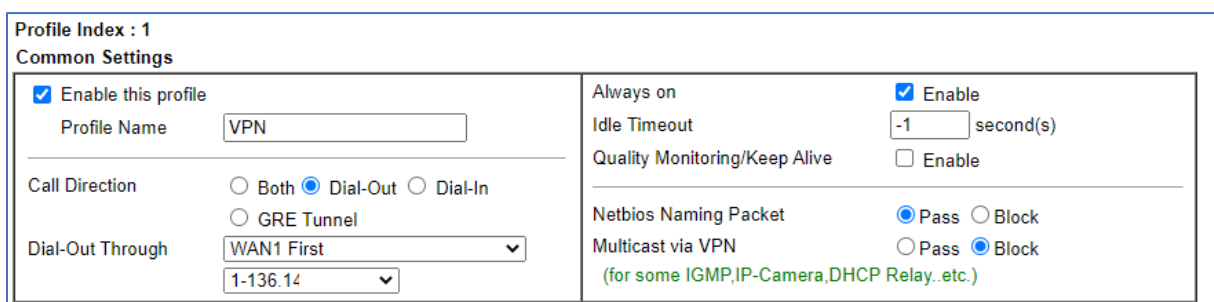 Profile Index : 1
Common Settings
Enable this profile
Profile Name VPN
Call Direction Both Dial-Out Dial-In
GRE Tunnel
Dial-Out Through WAN1 First
1-136.14
Always on Enable
Idle Timeout -1 second(s)
Quality Monitoring/Keep Alive Enable
Netbios Naming Packet Pass Block
Multicast via VPN Pass Block
(for some IGMP,IP-Camera,DHCP Relay..etc.)